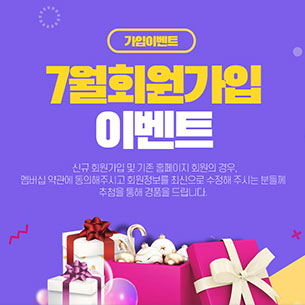 가입이벤트
7월회원가입
이벤트
신규 회원가입 및 기존 홈페이지 회원의 경우,
멤버십 약관에 동의해주시고 회원정보를 최신으로 수정해 주시는 분들께
추첨을 통해 경품을 드립니다.